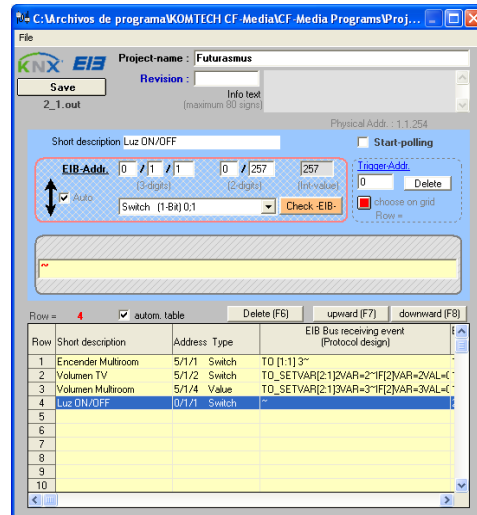 C:\Archivos de programa\KOMTECH CF-Media\CF-Media Programs\Proj...
File
KNX EIB
Project-name : Futurasmus
Revision :
Save
Info text
2_1.out
(maximum 80 signs)
Physical Addr. : 1.1.254
Short description Luz ON/OFF
Start-polling
EIB-Addr. 0 / 1 / 1 0 / 257 257
(3-digits) (2-digits) (Int-value)
Trigger-Addr.
0 Delete
Auto
Switch (1-Bit) 0;1 Check -EIB-
choose on grid
Row =
~
Row = 4 autom. table Delete (F6) upward (F7) downward (F8)
Row Short description Address Type EIB Bus receiving event
(Protocol design)
1 Encender Multiroom 5/1/1 Switch TO [1:1] 3~
2 Volumen TV 5/1/2 Switch TO_SETVAR[2:1]2VAR=2~IF[2]VAR=2VAL=(
3 Volumen Multiroom 5/1/4 Value TO_SETVAR[2:1]3VAR=3~IF[2]VAR=3VAL=(
4 Luz ON/OFF 0/1/1 Switch ~
5
6
7
8
9
10